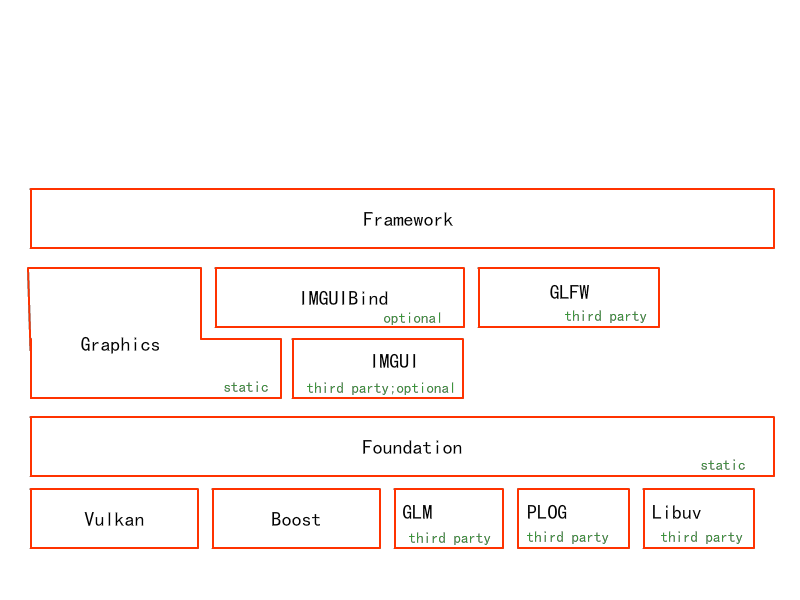 Framework
IMGUIBind
optional
GLFW
third party
Graphics
static
IMGUI
third party;optional
Foundation
static
Vulkan
Boost
GLM
third party
PLOG
third party
Libuv
third party